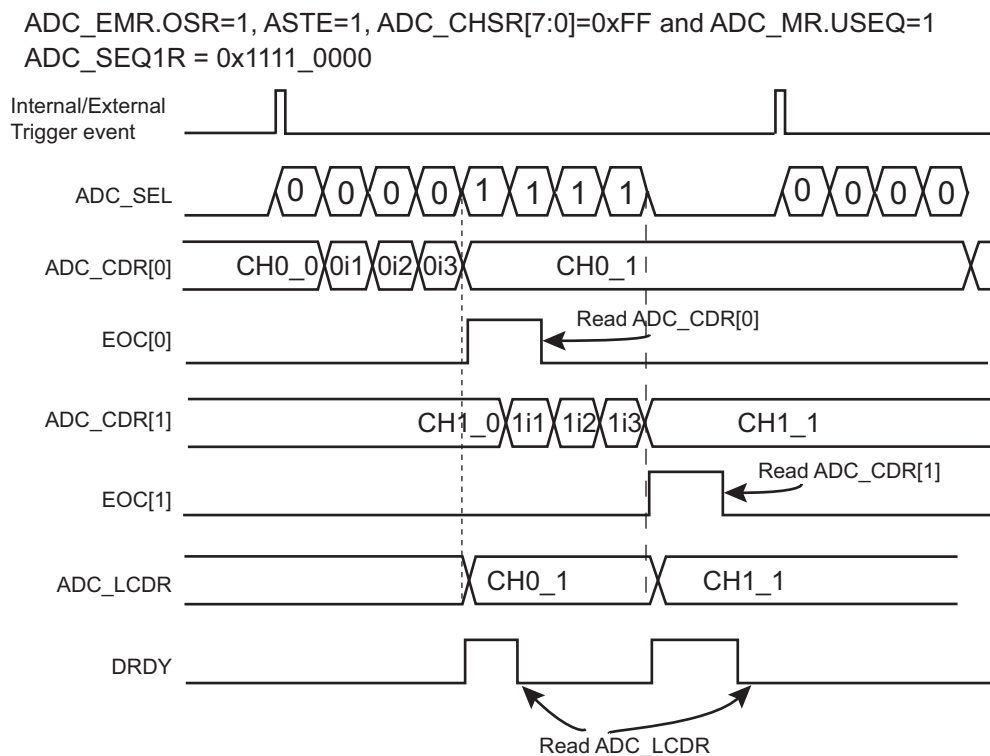 ADC_EMR.OSR=1, ASTE=1, ADC_CHSR[7:0]=0xFF and ADC_MR.USEQ=1
ADC_SEQ1R = 0x1111_0000
Internal/External
Trigger event
ADC_SEL 0 0 0 0 1 1 1 1 0 0 0 0
ADC_CDR[0] CH0_0 0i1 0i2 0i3 CH0_1
Read ADC_CDR[0]
EOC[0]
ADC_CDR[1] CH1_0 1i1 1i2 1i3 CH1_1
Read ADC_CDR[1]
EOC[1]
ADC_LCDR CH0_1 CH1_1
DRDY
Read ADC_LCDR